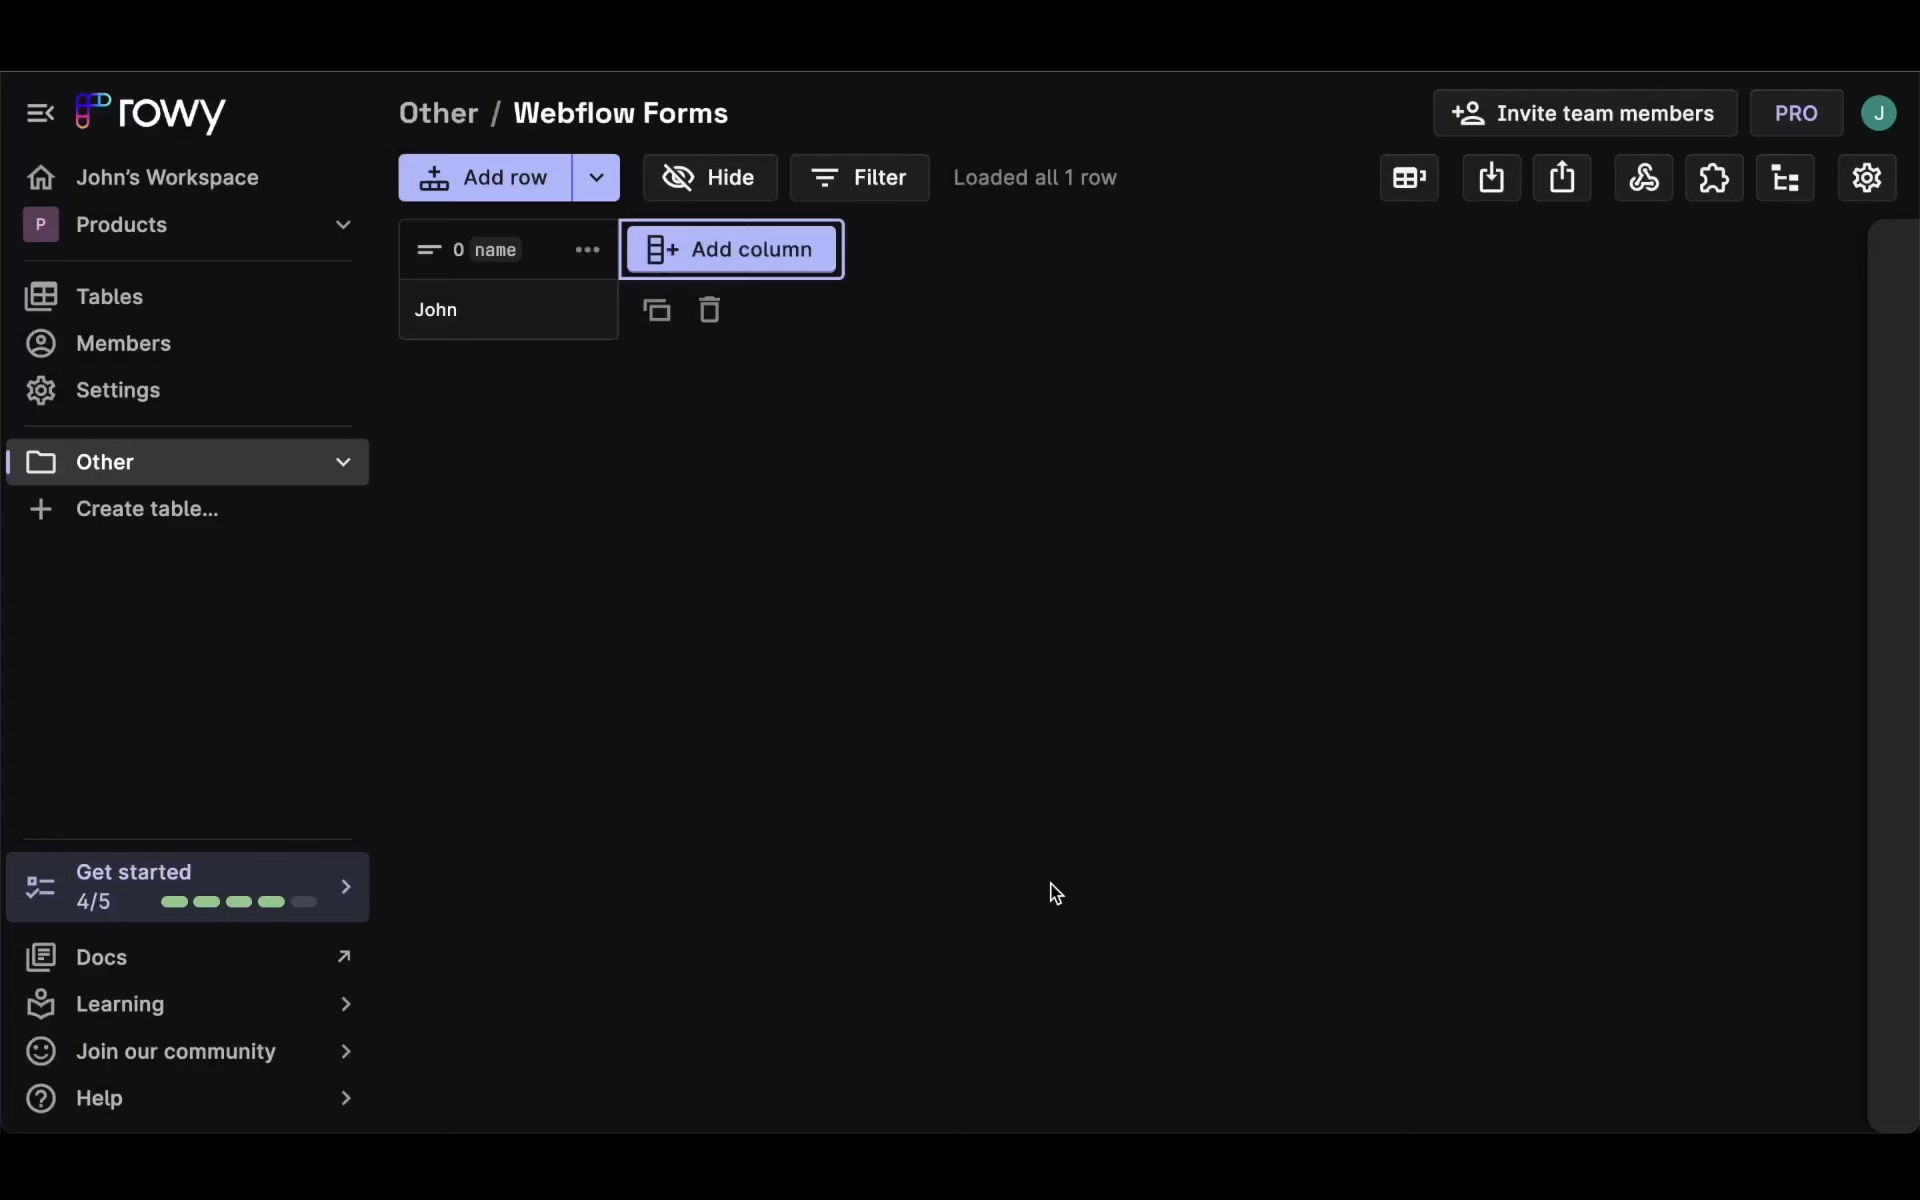 rowy
Other / Webflow Forms
Invite team members
PRO
J
John's Workspace
P
Products
Add row
Hide
Filter
Loaded all 1 row
0 name
Add column
John
Tables
Members
Settings
Other
Create table...
Get started
4/5
Docs
Learning
Join our community
Help